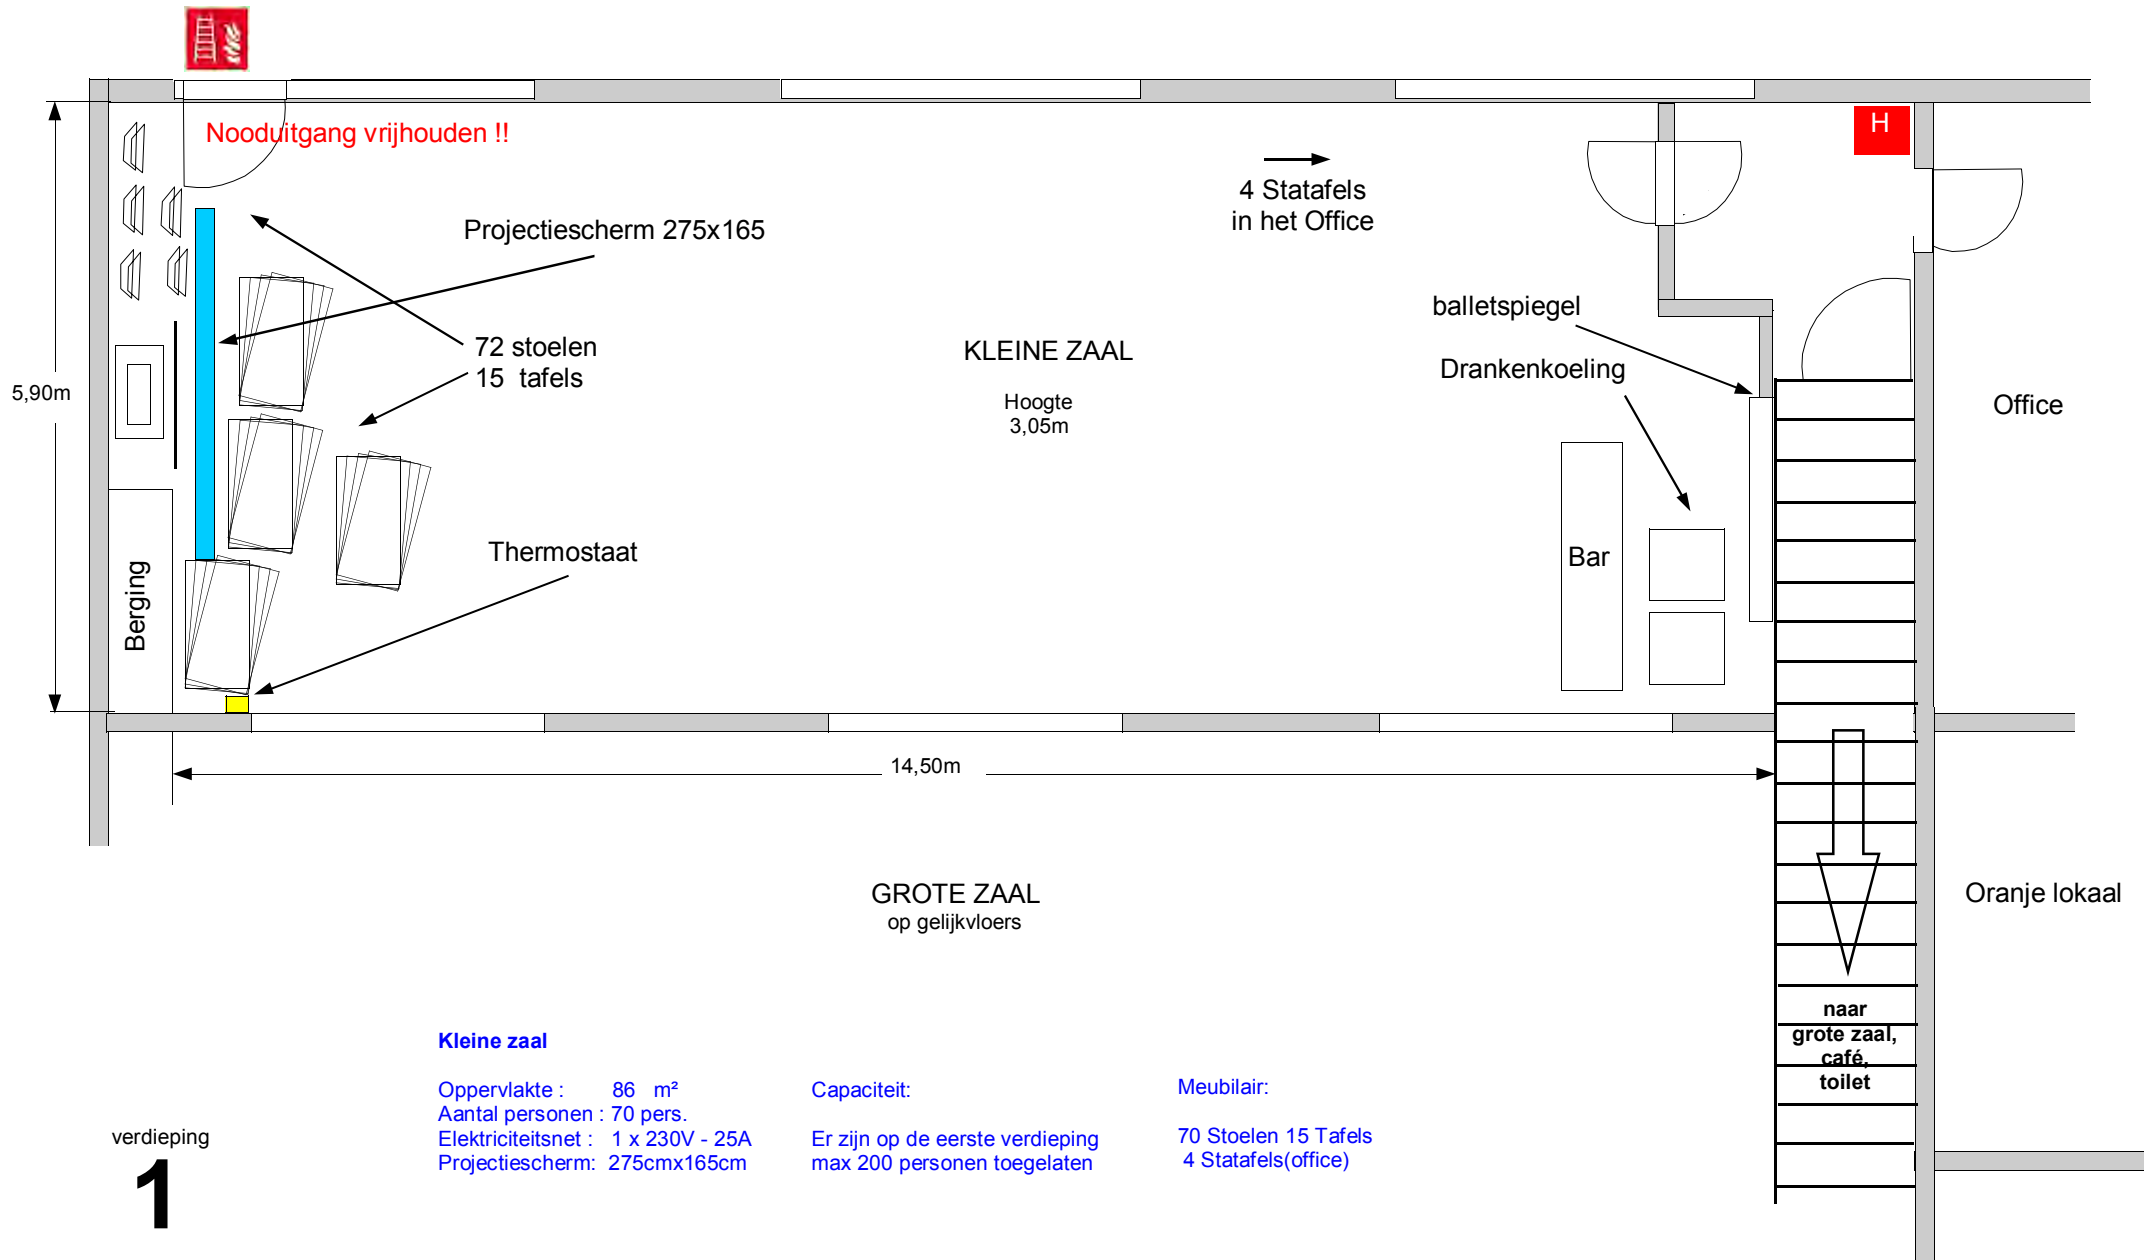 Nooduitgang vrijhouden !!
H
4 Statafels
in het Office
Projectiescherm 275x165
balletspiegel
72 stoelen
15 tafels
KLEINE ZAAL
Drankenkoeling
5,90m
Hoogte
3,05m
Office
Thermostaat
Bar
Berging
14,50m
GROTE ZAAL
op gelijkvloers
Oranje lokaal
naar
grote zaal,
café,
toilet
Kleine zaal
Oppervlakte : 86 m²
Aantal personen : 70 pers.
Elektriciteitsnet : 1 x 230V - 25A
Projectiescherm: 275cmx165cm
Capaciteit:
Er zijn op de eerste verdieping
max 200 personen toegelaten
Meubilair:
70 Stoelen 15 Tafels
4 Statafels(office)
verdieping
1